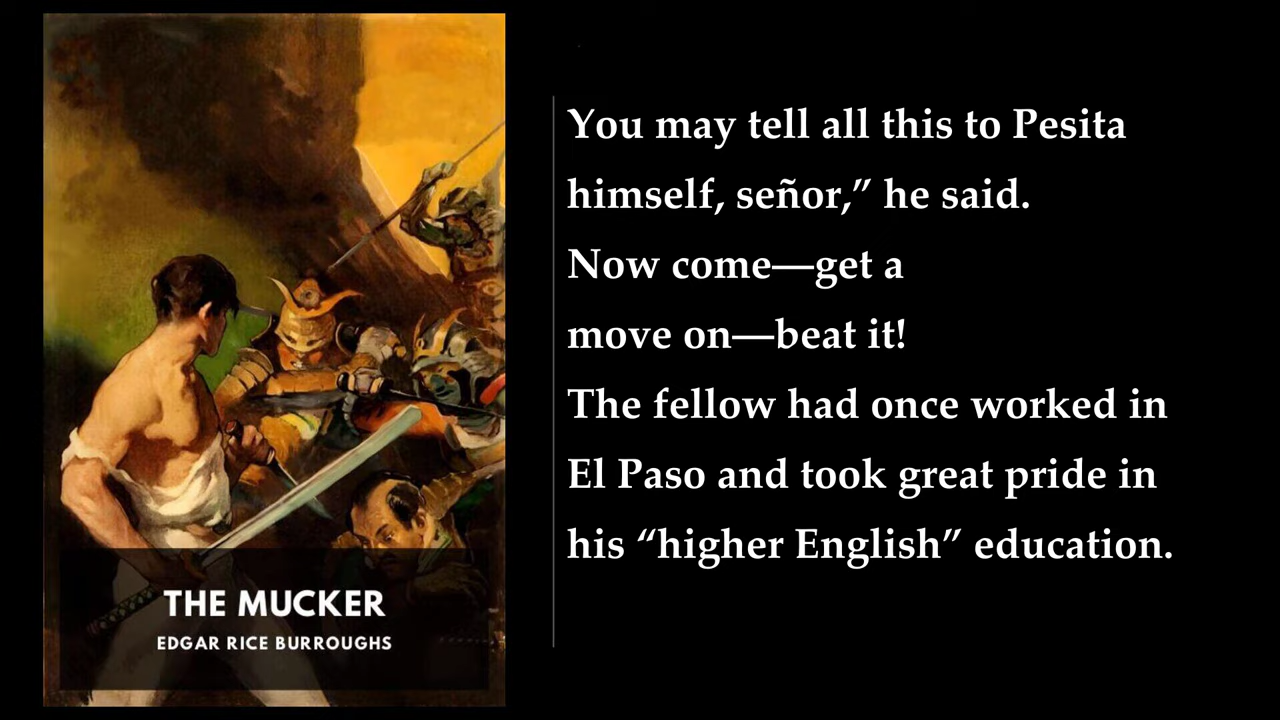 You may tell all this to Pesita
himself, señor,” he said.
Now come—get a
move on—beat it!
The fellow had once worked in
El Paso and took great pride in
his “higher English” education.
THE MUCKER
EDGAR RICE BURROUGHS